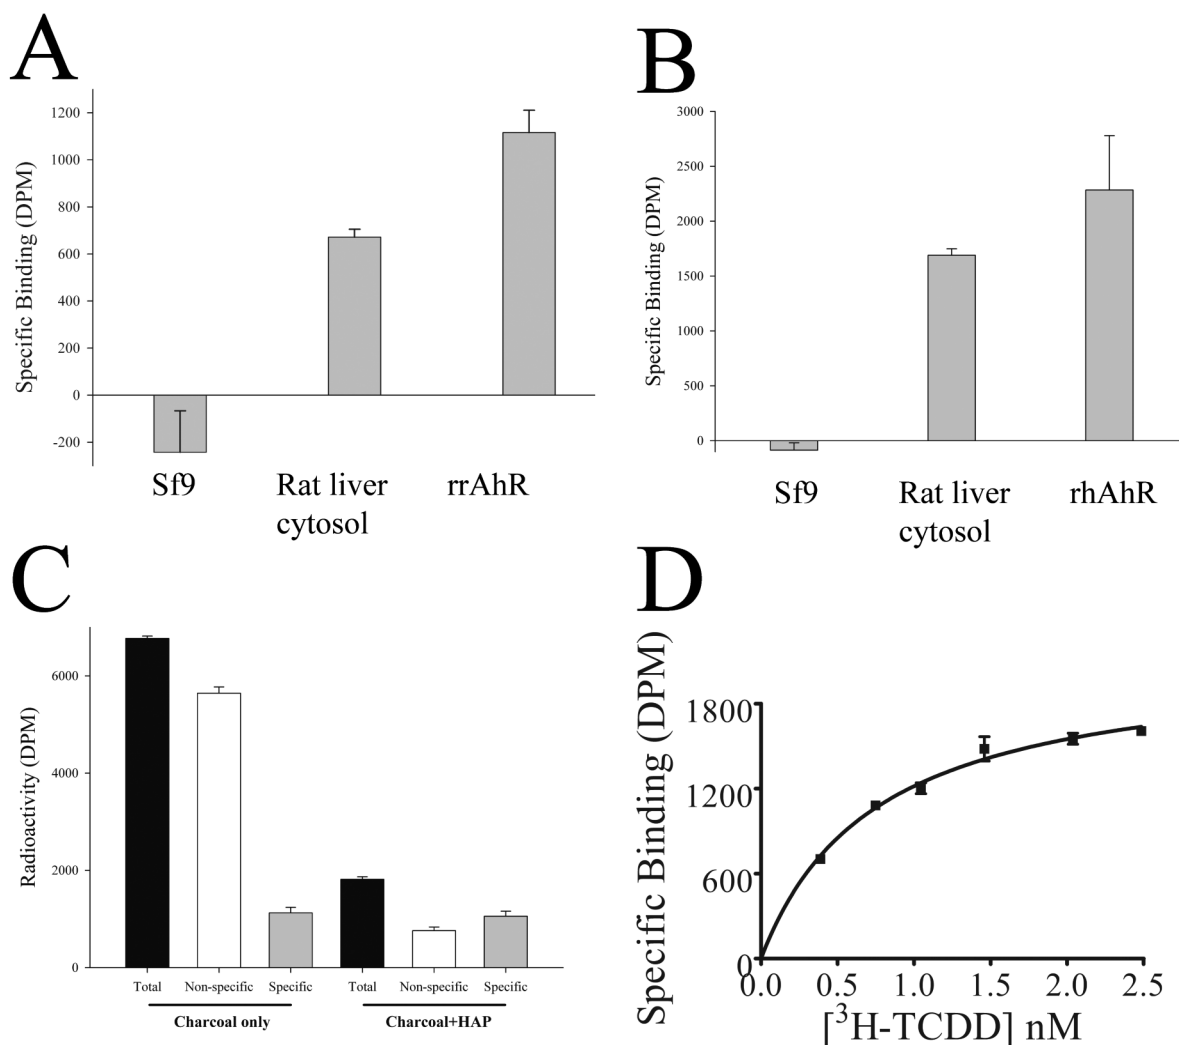 A
Specific Binding (DPM)
1200
1000
800
600
400
200
0
-200
Sf9
Rat liver
cytosol
rrAhR
B
Specific Binding (DPM)
3000
2500
2000
1500
1000
500
0
Sf9
Rat liver
cytosol
rhAhR
C
Radioactivity (DPM)
6000
4000
2000
0
Total Non-specific Specific Total Non-specific Specific
Charcoal only Charcoal+HAP
D
Specific Binding (DPM)
1800
1200
600
0
0.0 0.5 1.0 1.5 2.0 2.5
[³H-TCDD] nM